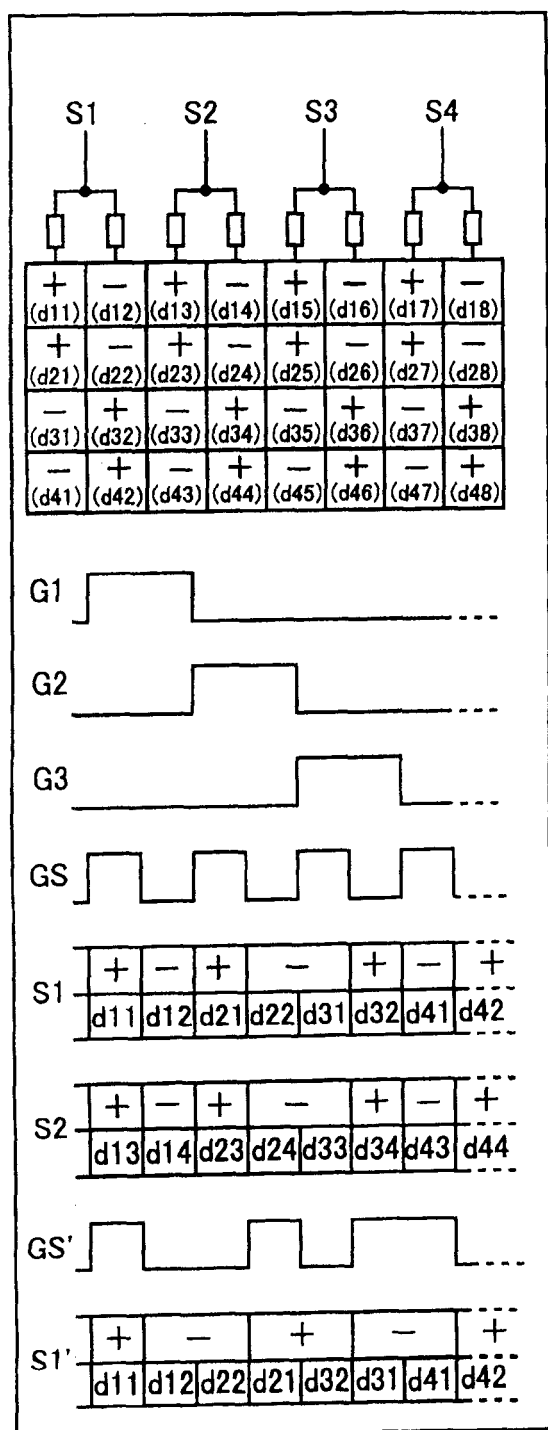 S1 S2 S3 S4
+ − + − + − + −
(d11) (d12) (d13) (d14) (d15) (d16) (d17) (d18)
+ − + − + − + −
(d21) (d22) (d23) (d24) (d25) (d26) (d27) (d28)
− + − + − + − +
(d31) (d32) (d33) (d34) (d35) (d36) (d37) (d38)
− + − + − + − +
(d41) (d42) (d43) (d44) (d45) (d46) (d47) (d48)
G1
G2
G3
GS
S1
+ − + − + − +
d11 d12 d21 d22 d31 d32 d41 d42
S2
+ − + − + − +
d13 d14 d23 d24 d33 d34 d43 d44
GS'
S1'
+ − + − +
d11 d12 d22 d21 d32 d31 d41 d42